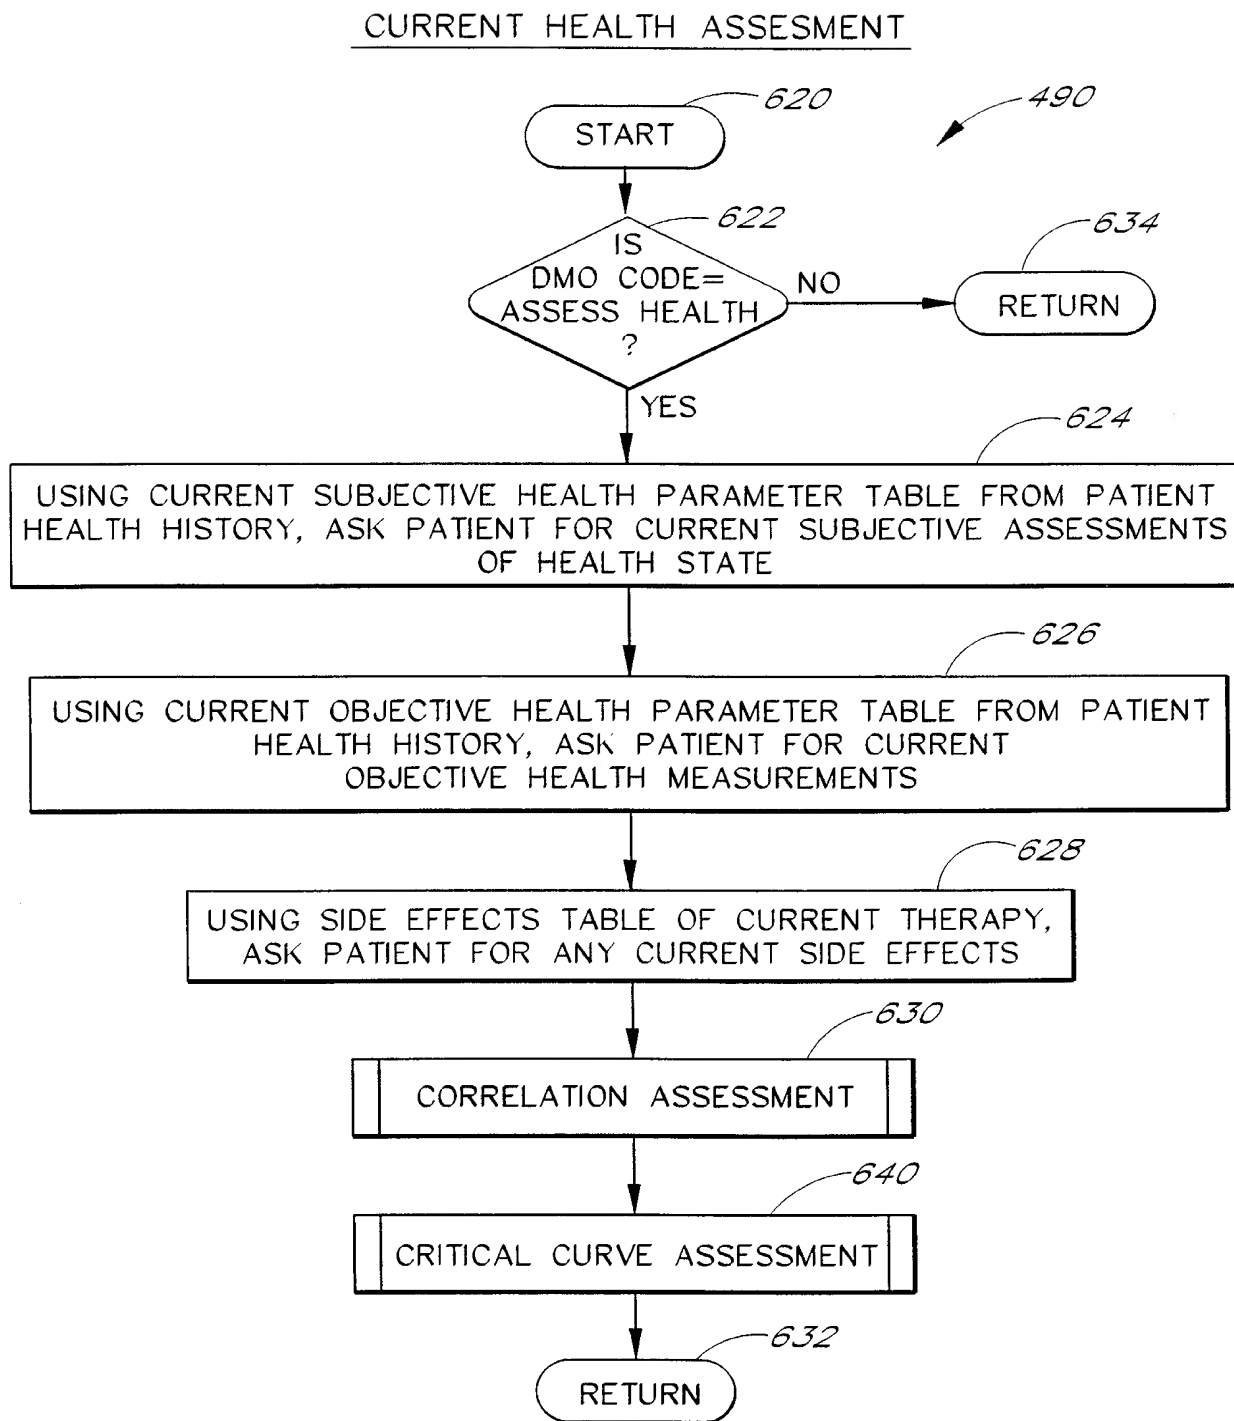 CURRENT HEALTH ASSESMENT
620
490
START
622
634
IS
DMO CODE=
ASSESS HEALTH
?
NO
RETURN
YES
624
USING CURRENT SUBJECTIVE HEALTH PARAMETER TABLE FROM PATIENT
HEALTH HISTORY, ASK PATIENT FOR CURRENT SUBJECTIVE ASSESSMENTS
OF HEALTH STATE
626
USING CURRENT OBJECTIVE HEALTH PARAMETER TABLE FROM PATIENT
HEALTH HISTORY, ASK PATIENT FOR CURRENT
OBJECTIVE HEALTH MEASUREMENTS
628
USING SIDE EFFECTS TABLE OF CURRENT THERAPY,
ASK PATIENT FOR ANY CURRENT SIDE EFFECTS
630
CORRELATION ASSESSMENT
640
CRITICAL CURVE ASSESSMENT
632
RETURN